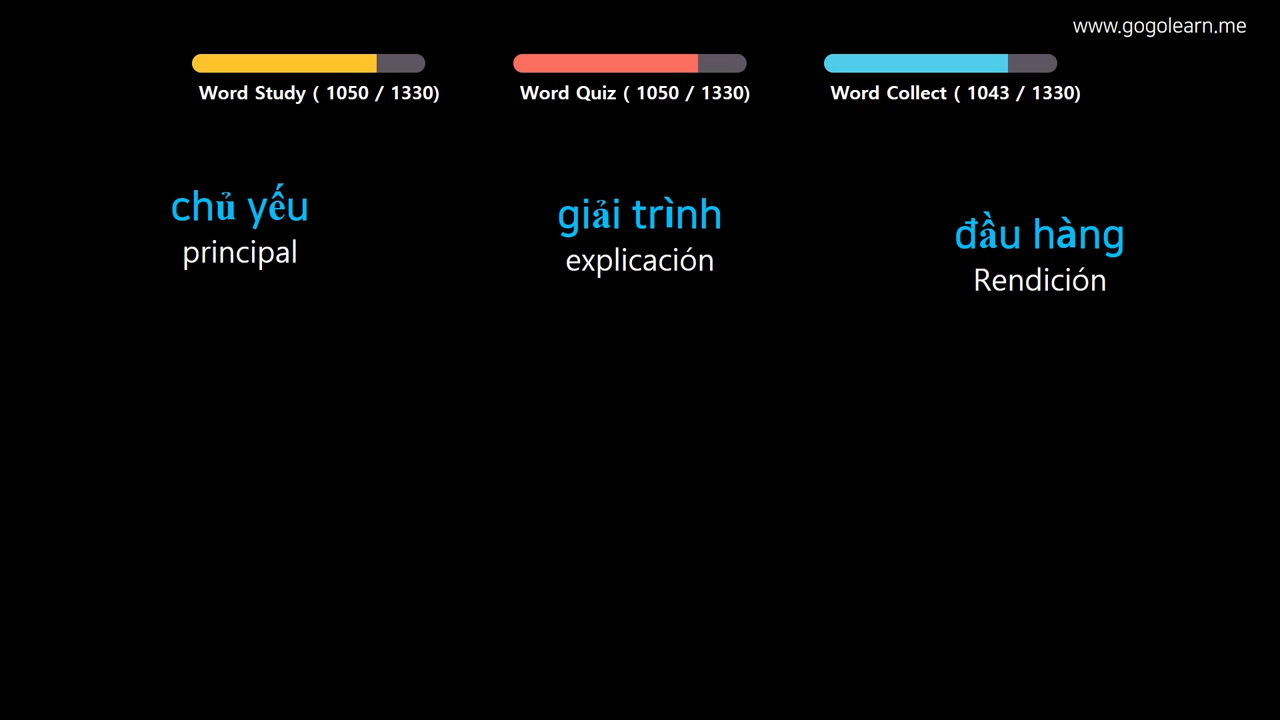 www.gogolearn.me
Word Study ( 1050 / 1330)
Word Quiz ( 1050 / 1330)
Word Collect ( 1043 / 1330)
chủ yếu
principal
giải trình
explicación
đầu hàng
Rendición